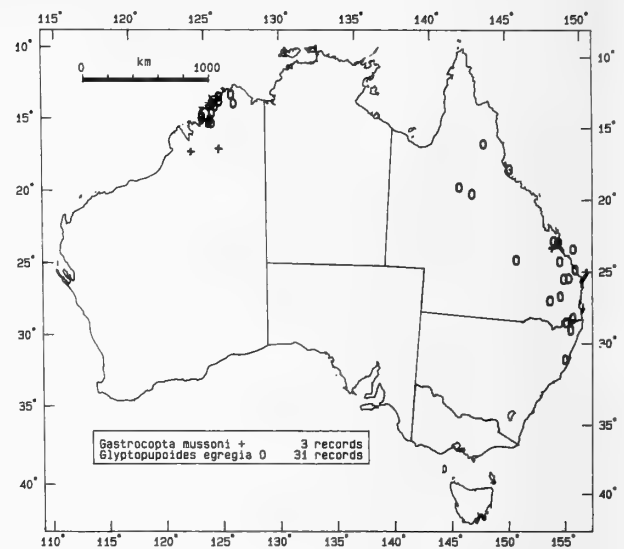 115° 120° 125° 130° 135° 140° 145° 150°
10° 10°
km
0 1000
15° 15°
20° 20°
25° 25°
30° 30°
35° 35°
Gastrocopta mussoni + 3 records
Glyptopupoides egregia O 31 records
40° 40°
110° 115° 120° 125° 130° 135° 140° 145° 150° 155°